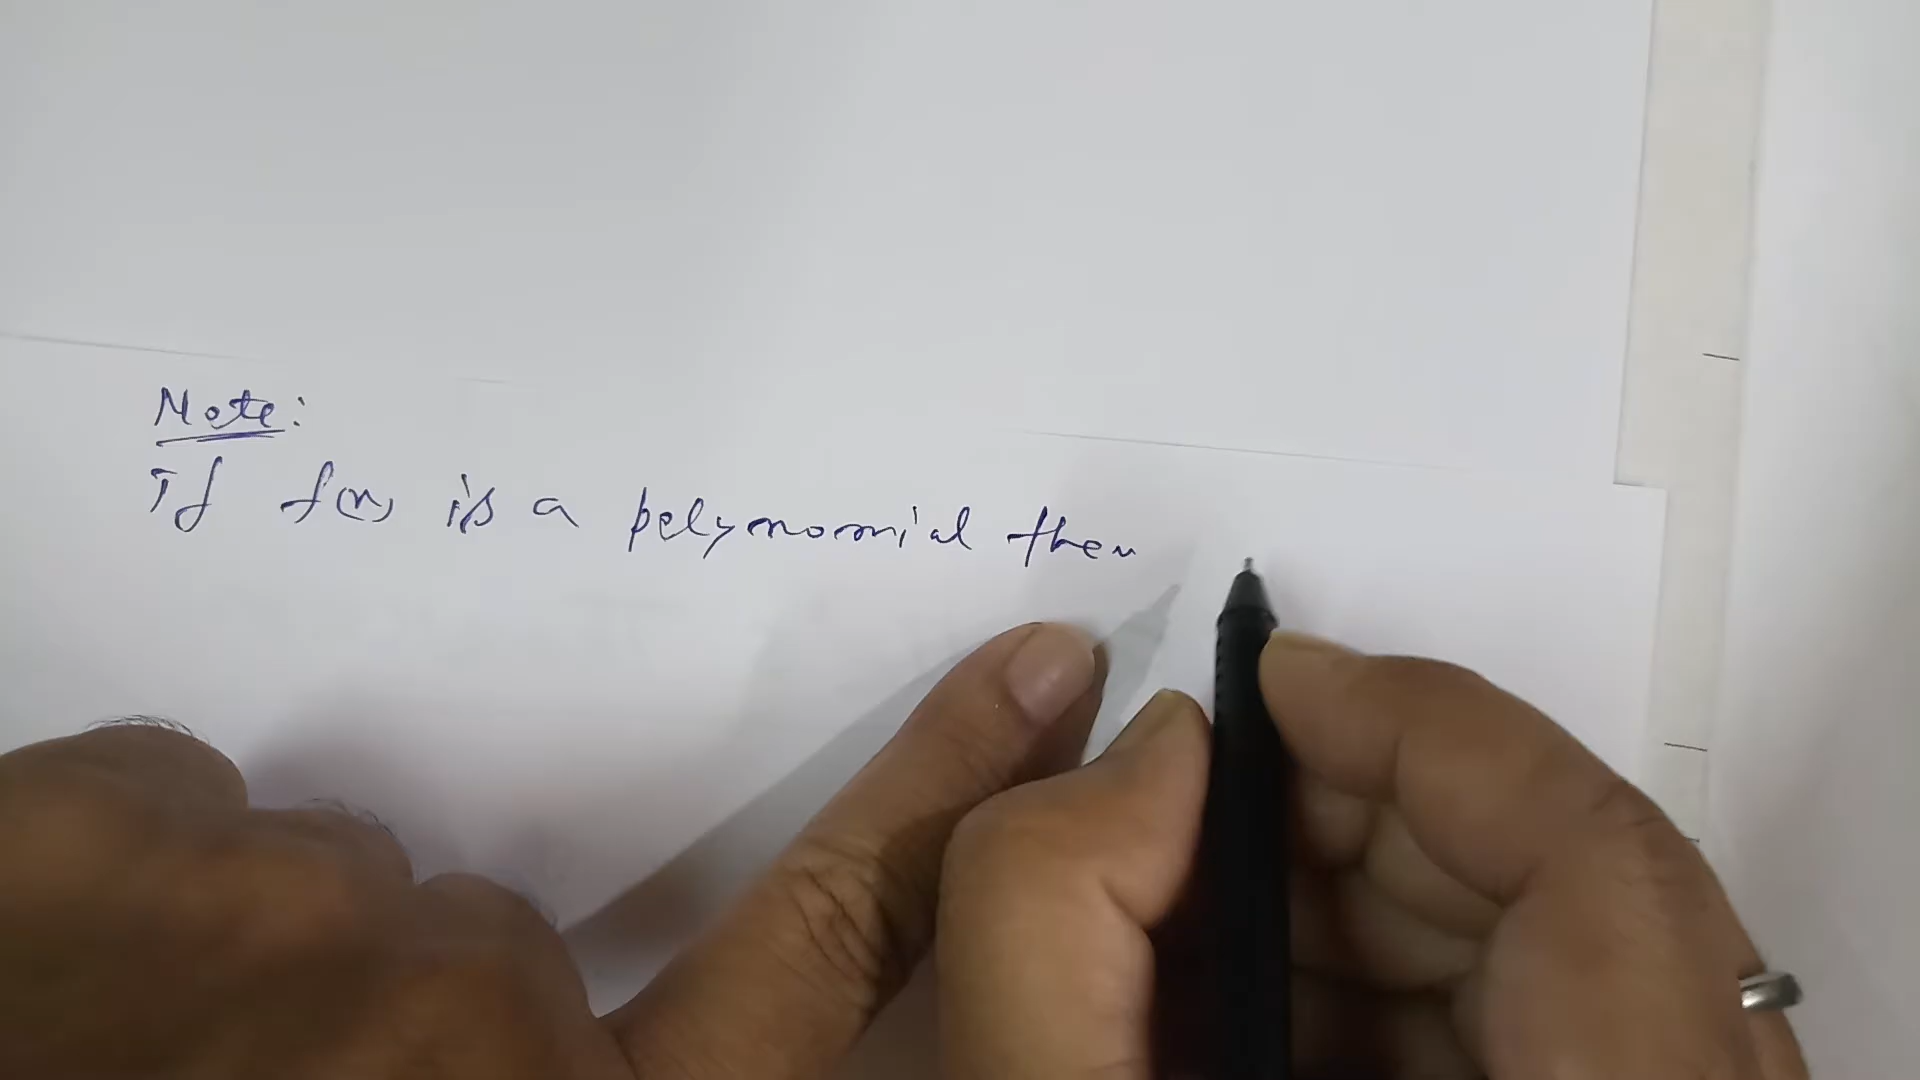 Note:
If f(x) is a polynomial then